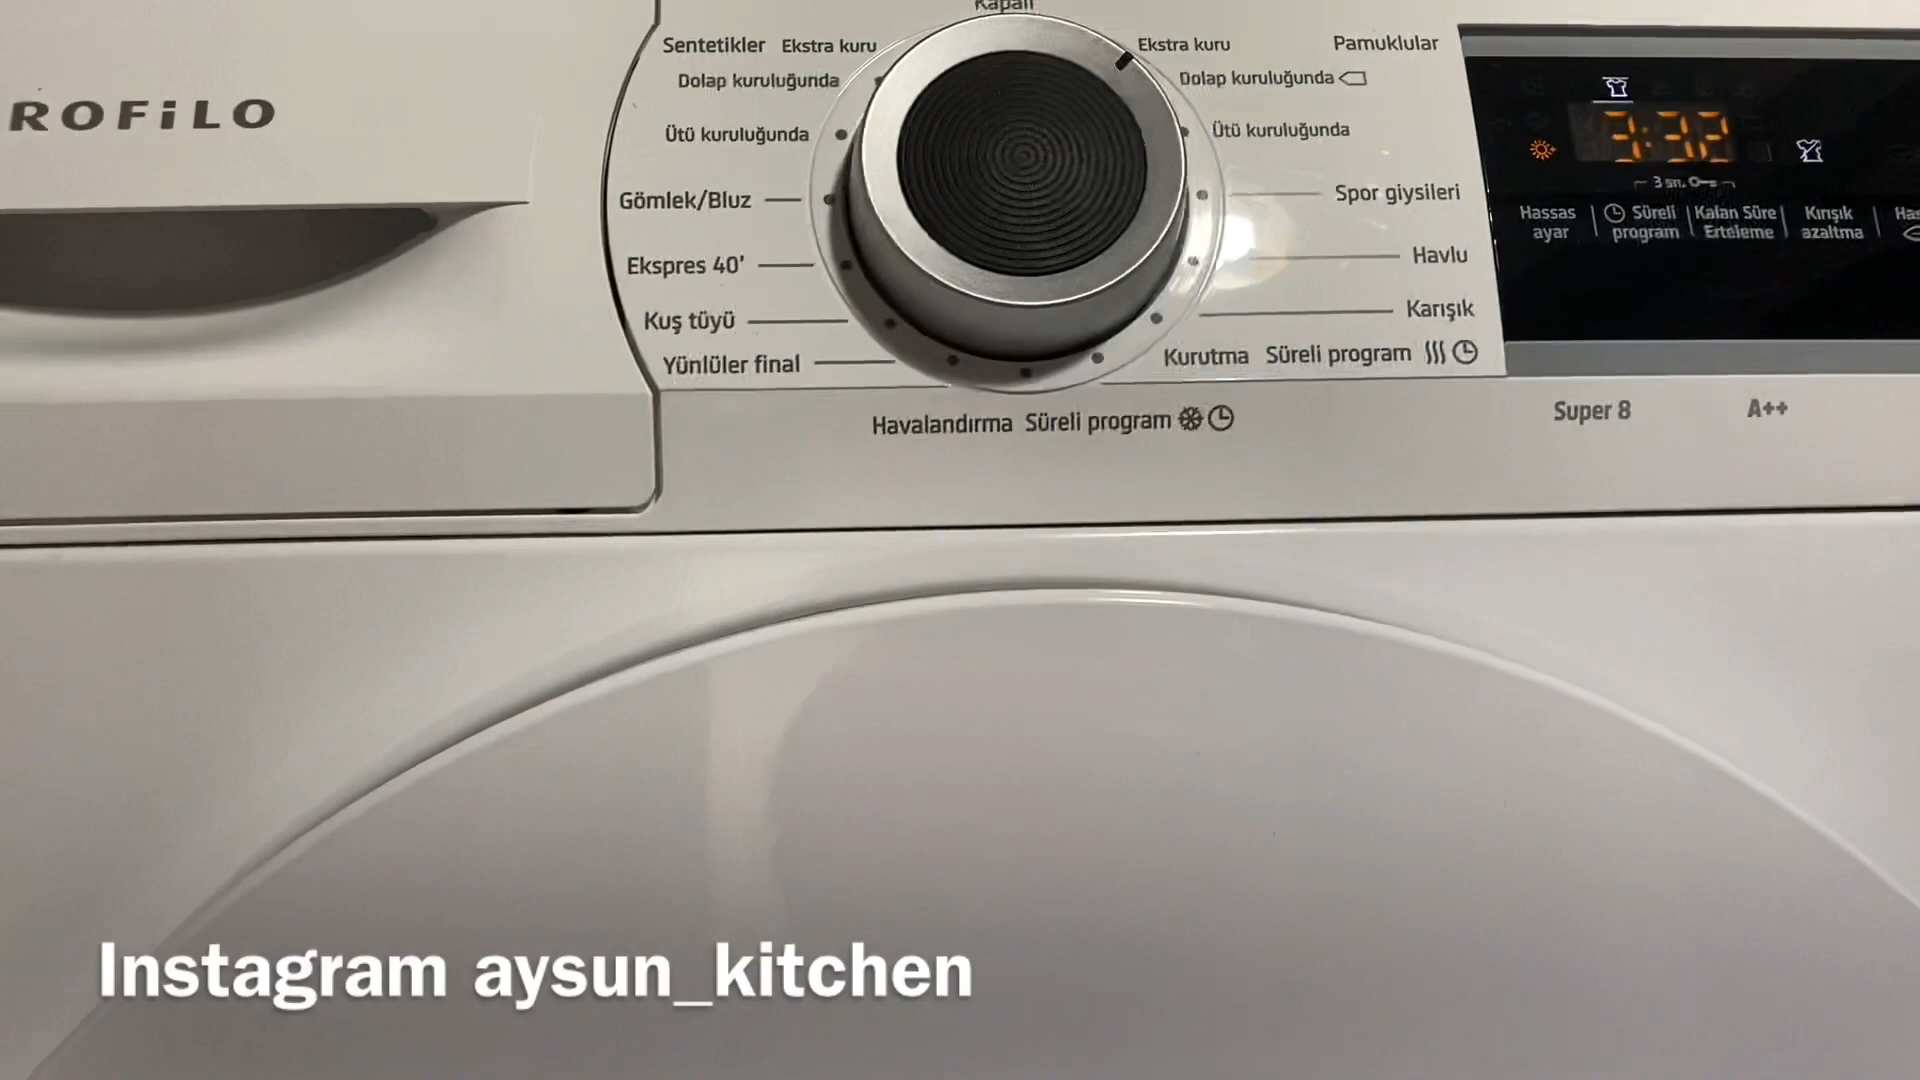 Kapalı
Sentetikler Ekstra kuru
Dolap kuruluğunda
Ütü kuruluğunda
Gömlek/Bluz
Ekspres 40'
Kuş tüyü
Yünlüler final
Ekstra kuru Pamuklular
Dolap kuruluğunda
Ütü kuruluğunda
Spor giysileri
Havlu
Karışık
Kurutma Süreli program
Havalandırma Süreli program
ROFiLO
3:32
3 sn.
Hassas ayar
Süreli program
Kalan Süre Erteleme
Kırışık azaltma
Has
Super 8 A++
Instagram aysun_kitchen